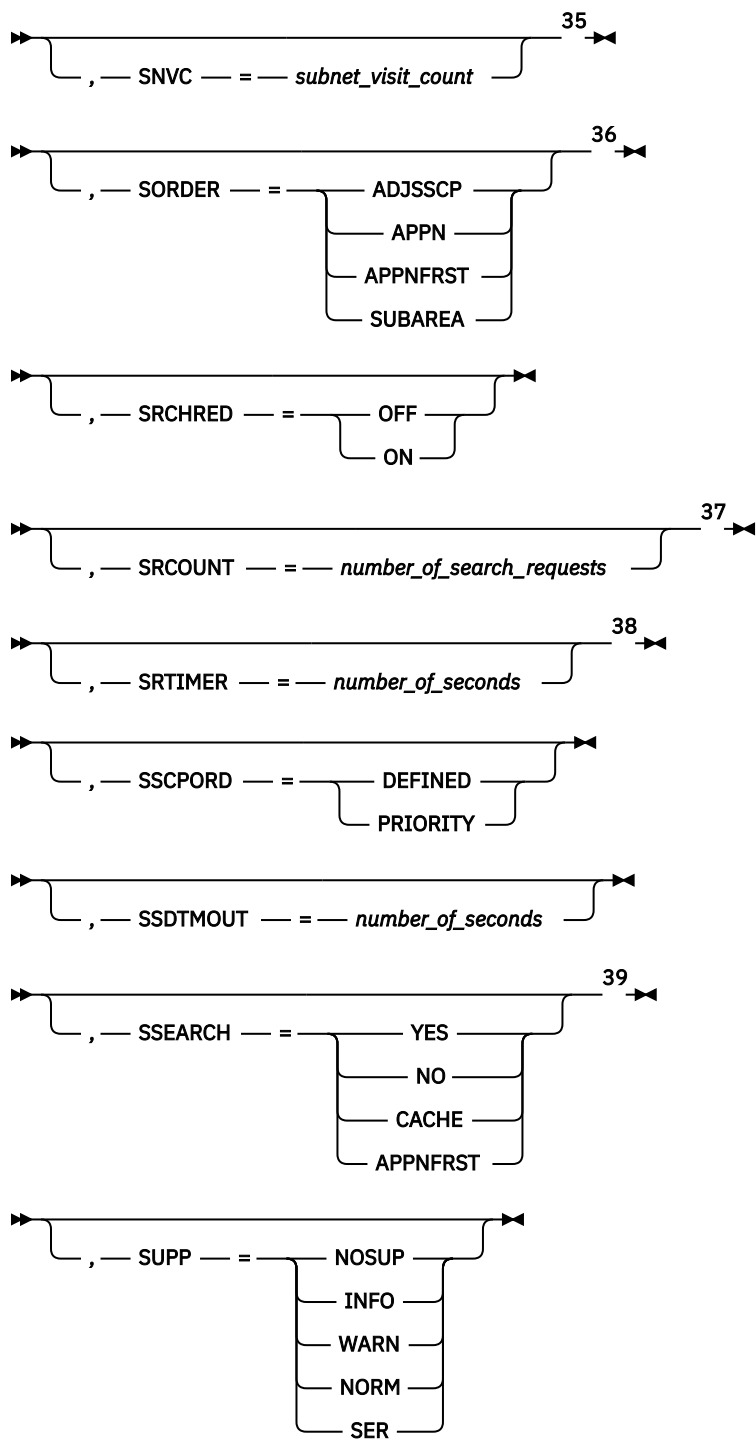 35
, SNVC = subnet_visit_count
36
, SORDER = ADJSSCP
APPN
APPNFRST
SUBAREA
, SRCHRED = OFF
ON
37
, SRCOUNT = number_of_search_requests
38
, SRTIMER = number_of_seconds
, SSCPORD = DEFINED
PRIORITY
, SSDTMOUT = number_of_seconds
39
, SSEARCH = YES
NO
CACHE
APPNFRST
, SUPP = NOSUP
INFO
WARN
NORM
SER